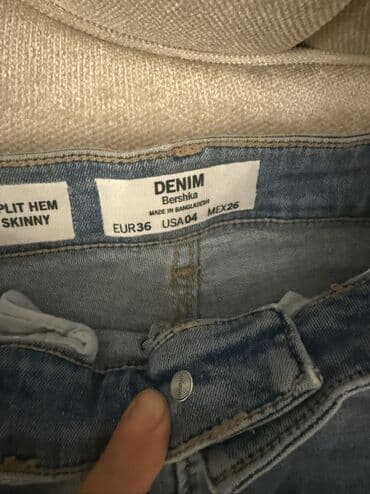 PLIT HEM
SKINNY
DENIM
Bershka
MADE IN BANGLADESH
EUR36 USA04 MEX26